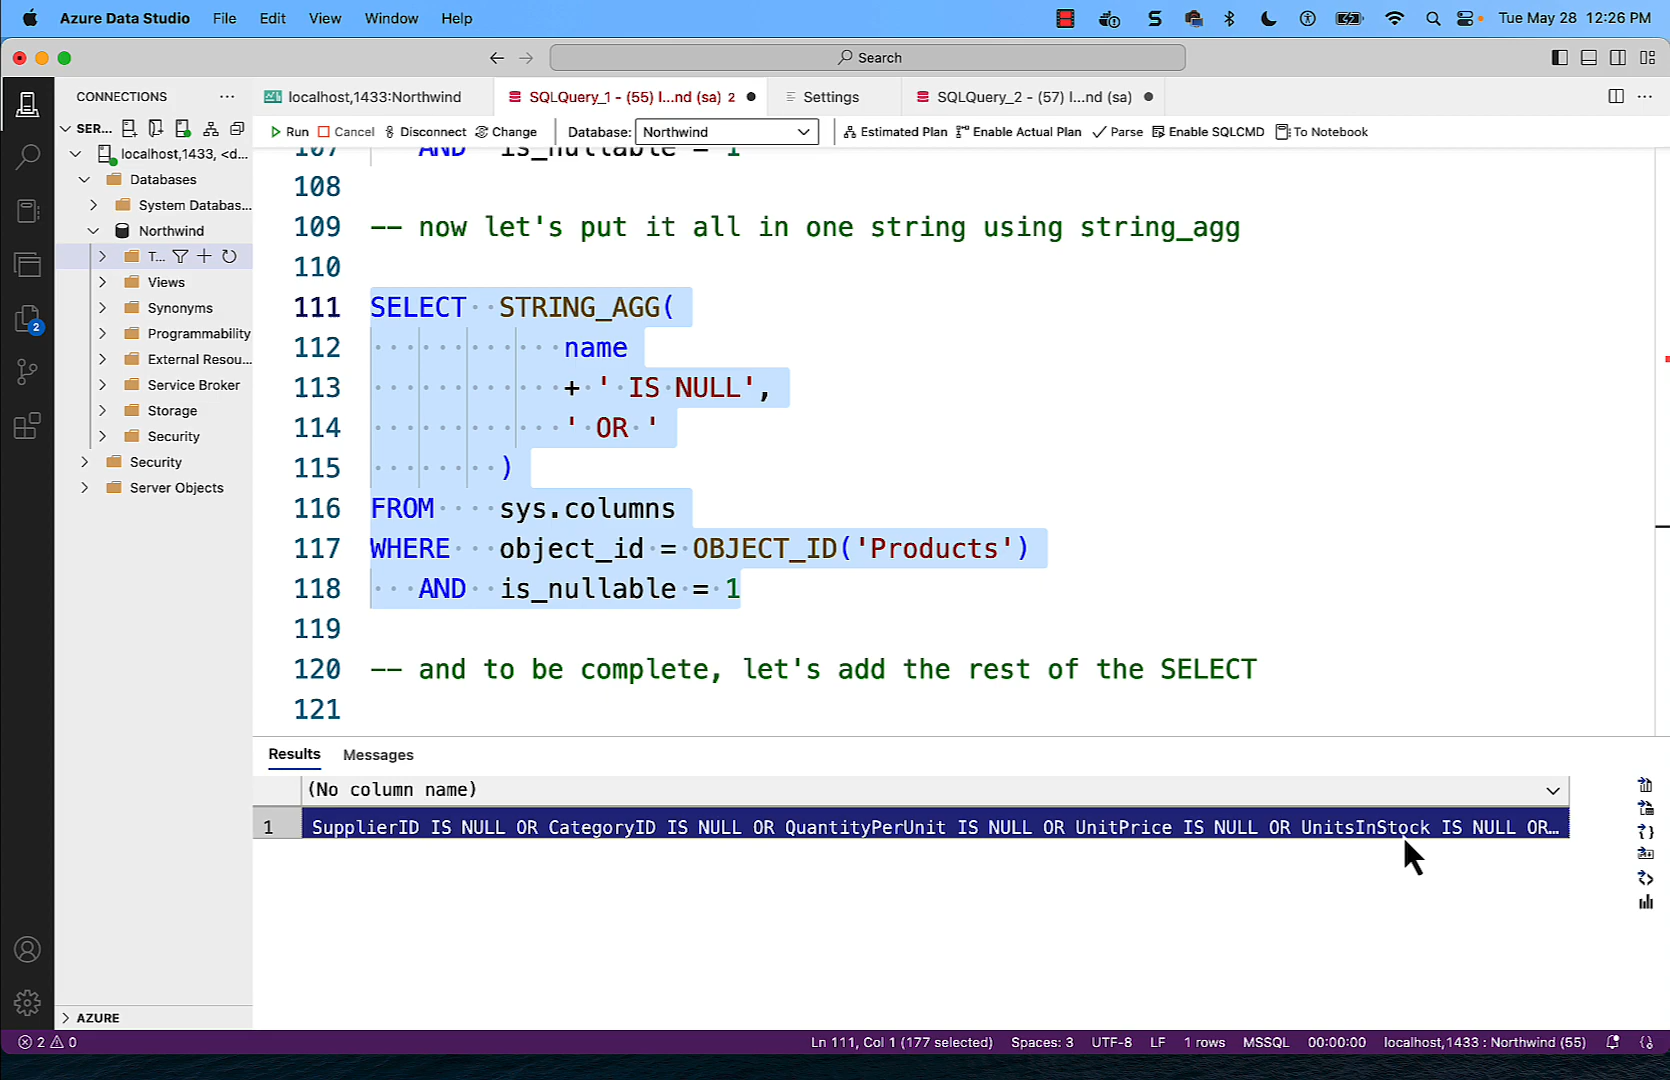 Azure Data Studio File Edit View Window Help Tue May 28 12:26 PM
Search
CONNECTIONS ··· localhost,1433:Northwind SQLQuery_1 - (55) l...nd (sa) 2 Settings SQLQuery_2 - (57) l...nd (sa)
SER... Run Cancel Disconnect Change Database: Northwind Estimated Plan Enable Actual Plan Parse Enable SQLCMD To Notebook
localhost,1433, <d...
Databases
System Databas...
Northwind
T...
Views
Synonyms
Programmability
External Resou...
Service Broker
Storage
Security
Security
Server Objects
AZURE
107 AND is_nullable = 1
108
109 -- now let's put it all in one string using string_agg
110
111 SELECT STRING_AGG(
112 name
113 + ' IS NULL',
114 ' OR '
115 )
116 FROM sys.columns
117 WHERE object_id = OBJECT_ID('Products')
118 AND is_nullable = 1
119
120 -- and to be complete, let's add the rest of the SELECT
121
Results Messages
(No column name)
1 SupplierID IS NULL OR CategoryID IS NULL OR QuantityPerUnit IS NULL OR UnitPrice IS NULL OR UnitsInStock IS NULL OR…
2
2 0 Ln 111, Col 1 (177 selected) Spaces: 3 UTF-8 LF 1 rows MSSQL 00:00:00 localhost,1433 : Northwind (55)